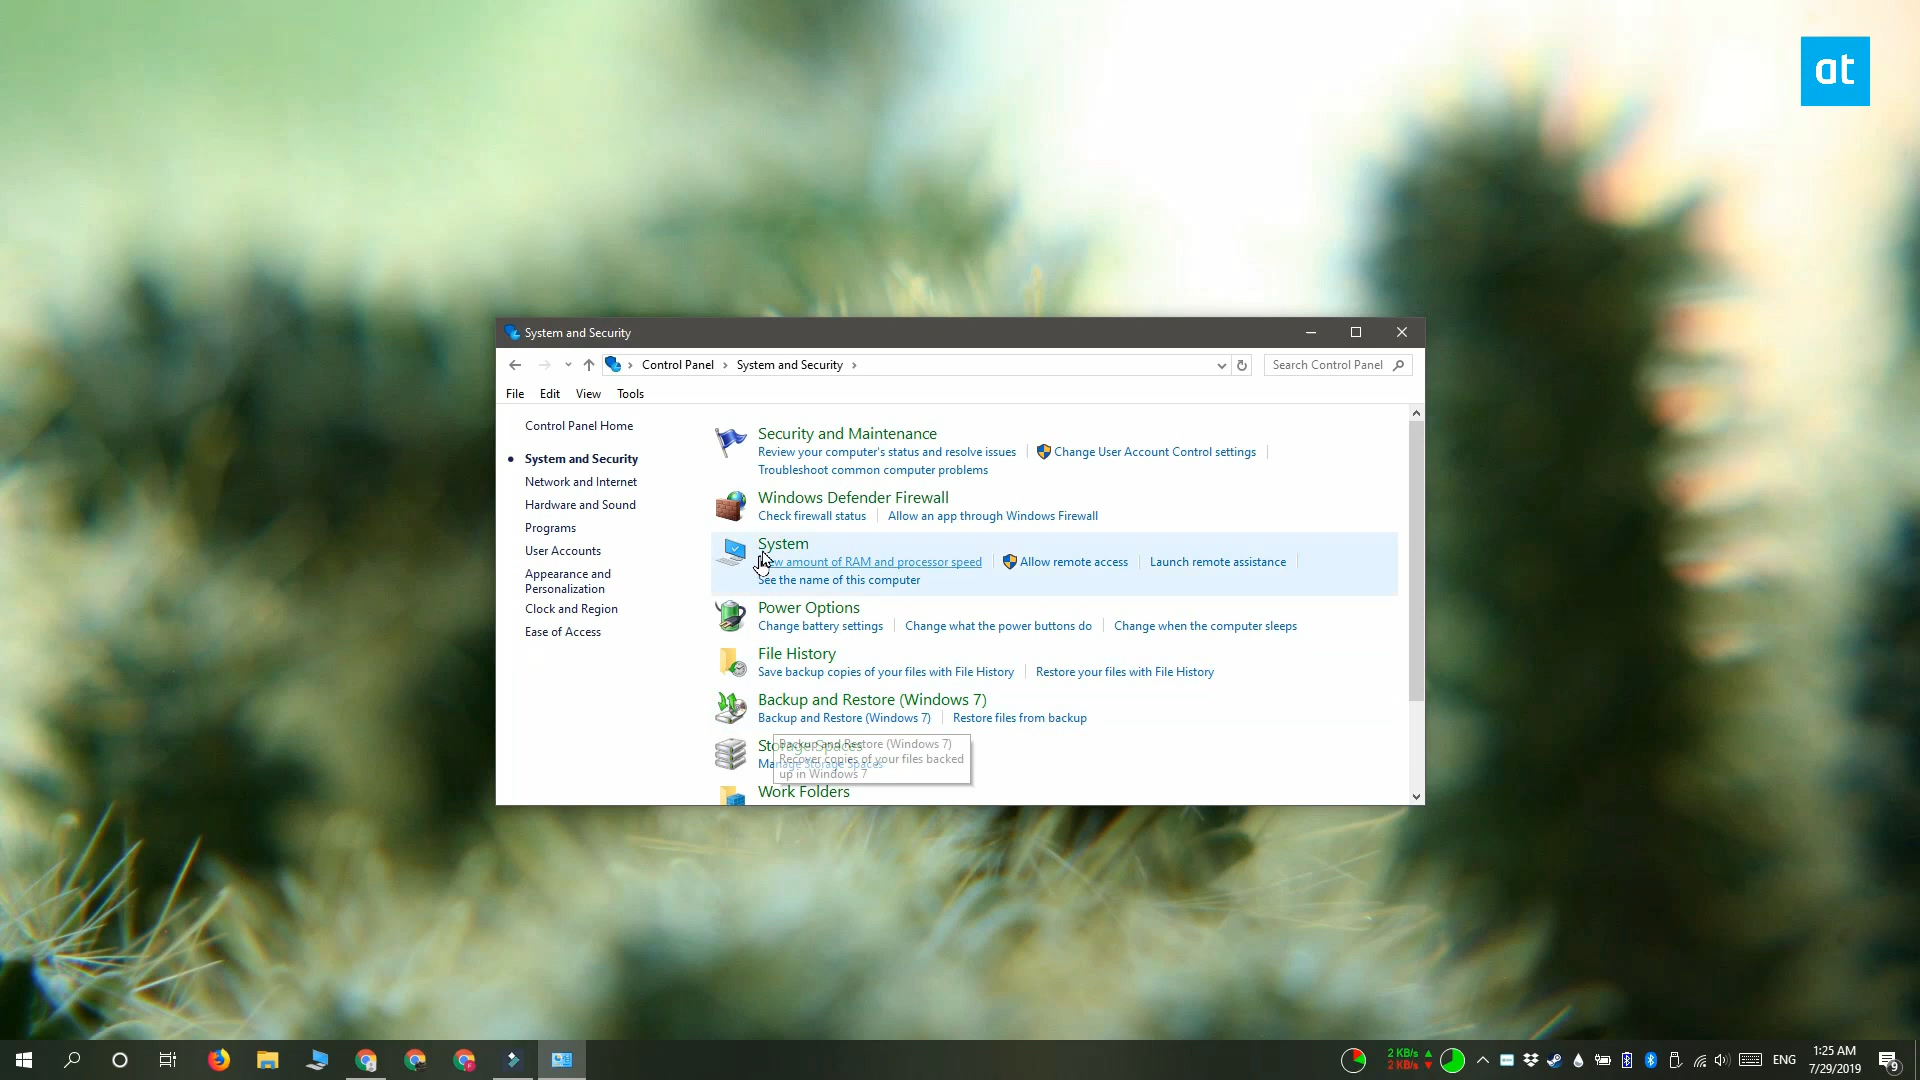 at
System and Security
Control Panel System and Security
Search Control Panel
File Edit View Tools
Control Panel Home
System and Security
Network and Internet
Hardware and Sound
Programs
User Accounts
Appearance and
Personalization
Clock and Region
Ease of Access
Security and Maintenance
Review your computer's status and resolve issues Change User Account Control settings
Troubleshoot common computer problems
Windows Defender Firewall
Check firewall status Allow an app through Windows Firewall
System
amount of RAM and processor speed Allow remote access Launch remote assistance
See the name of this computer
Power Options
Change battery settings Change what the power buttons do Change when the computer sleeps
File History
Save backup copies of your files with File History Restore your files with File History
Backup and Restore (Windows 7)
Backup and Restore (Windows 7) Restore files from backup
Storage Spaces
Manage Storage Spaces
Backup and Restore (Windows 7)
Recover copies of your files backed
up in Windows 7
Work Folders
2 KB/s
2 KB/s
ENG
1:25 AM
7/29/2019
9